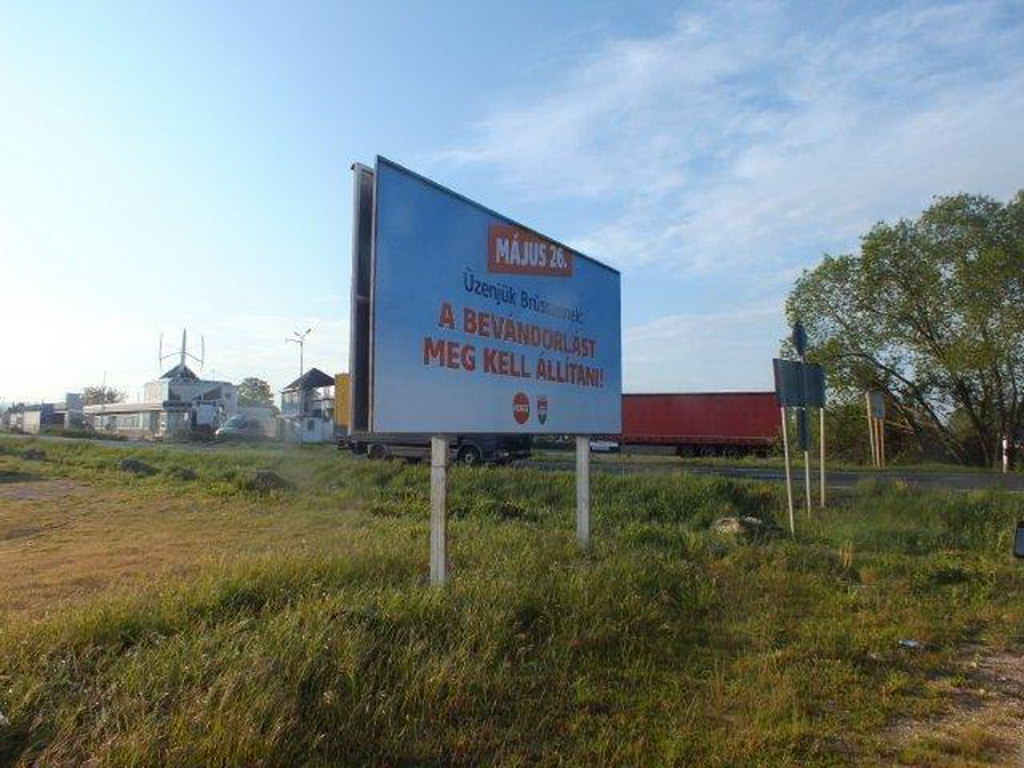 MÁJUS 26.
Üzenjük Brüsszelnek:
A BEVÁNDORLÁST
MEG KELL ÁLLÍTANI!